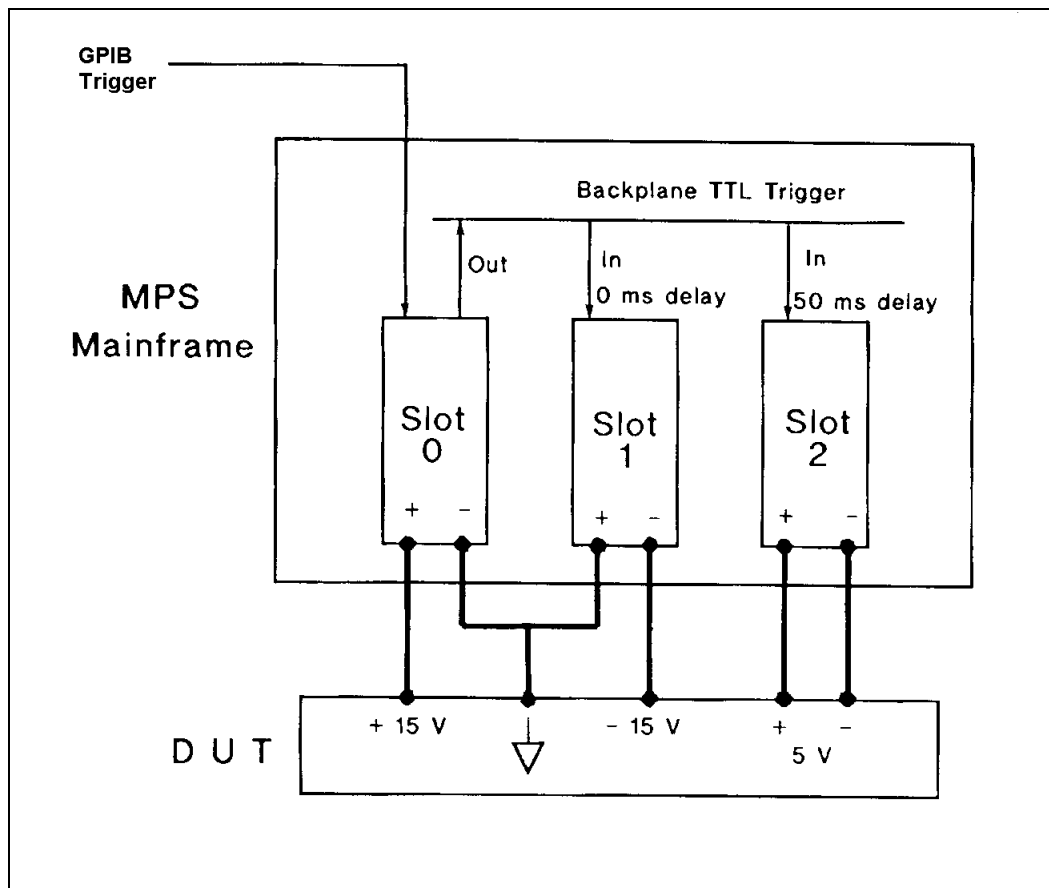 GPIB
Trigger
Backplane TTL Trigger
Out
In
0 ms delay
In
50 ms delay
MPS
Mainframe
Slot
0
Slot
1
Slot
2
+ −
+ −
+ −
+ 15 V
− 15 V
+ −
5 V
D U T